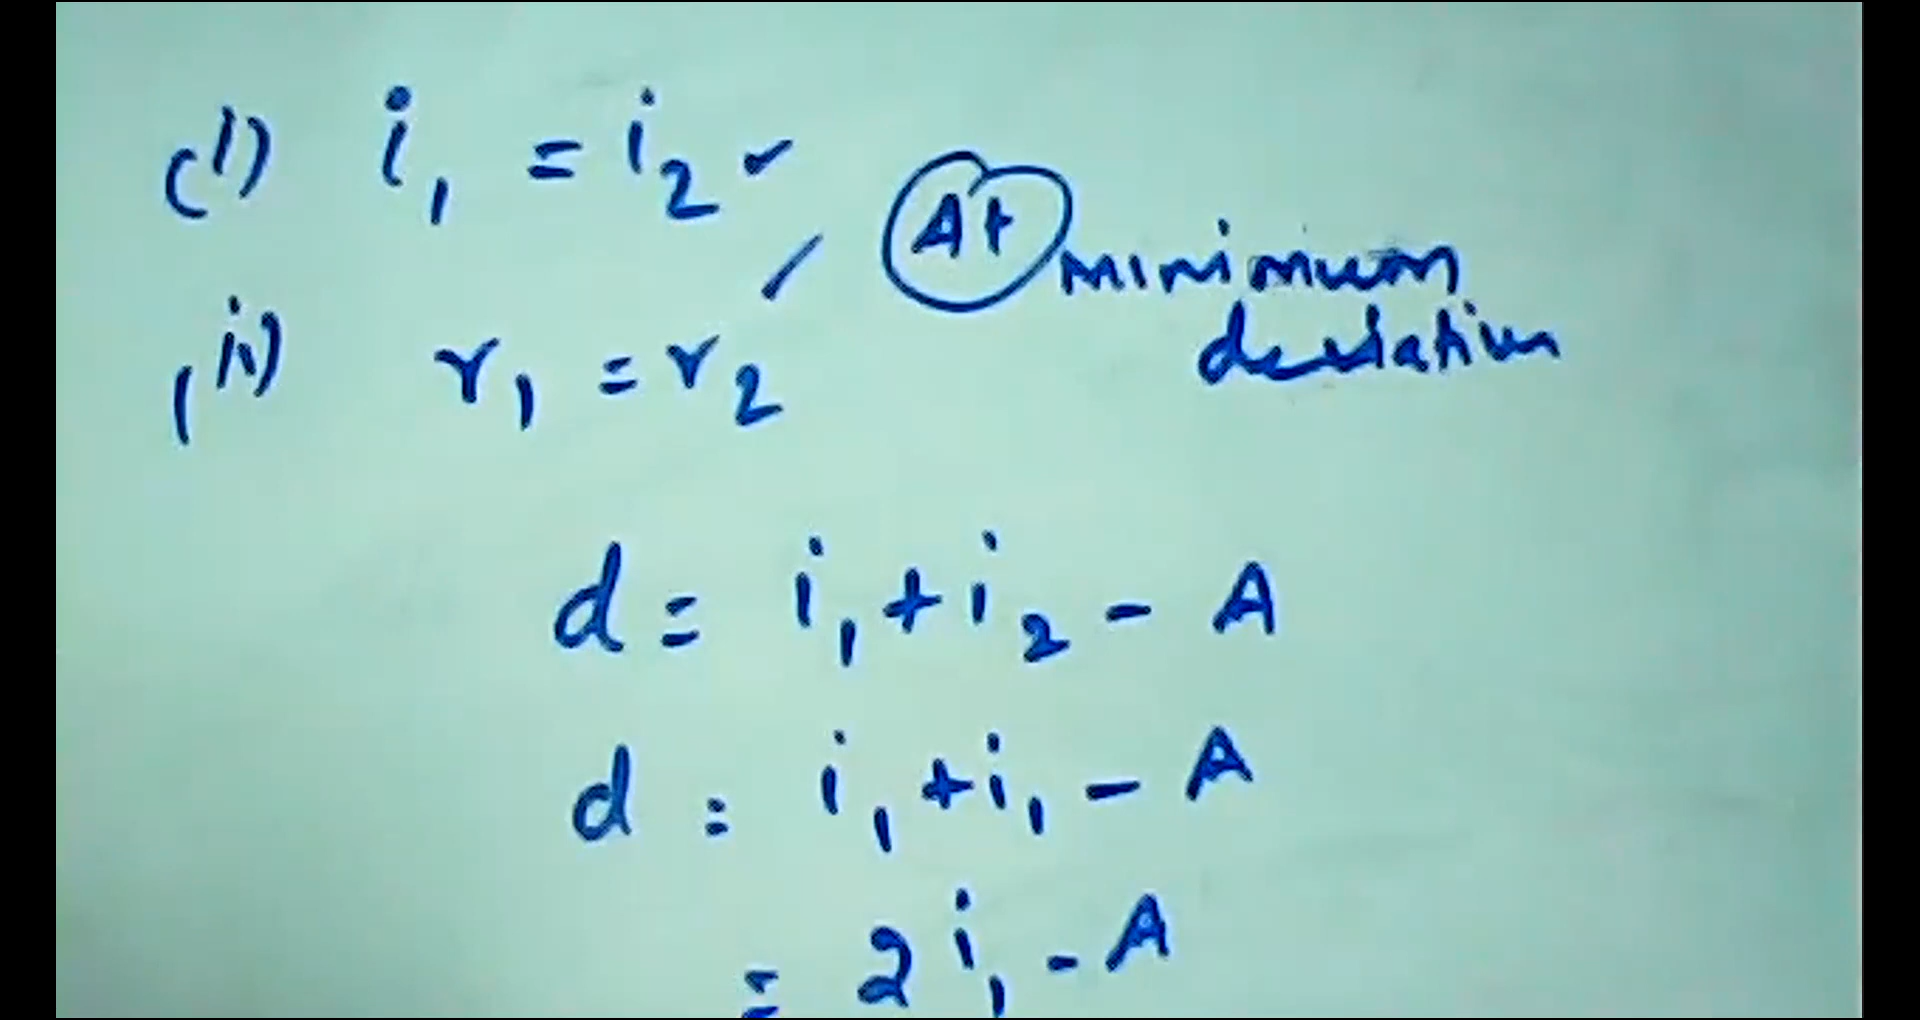 (i) i₁ = i₂ ✓
At minimum
deviation
(ii) r₁ = r₂
d = i₁ + i₂ - A
d = i₁ + i₁ - A
= 2i₁ - A